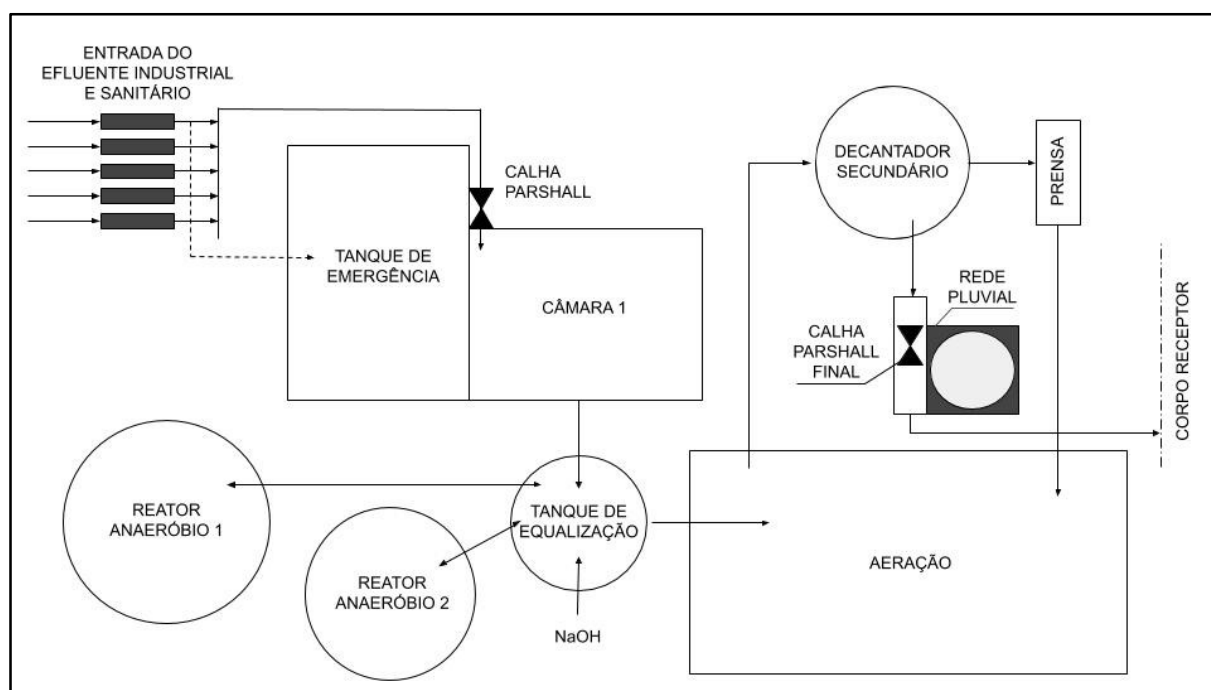 ENTRADA DO
EFLUENTE INDUSTRIAL
E SANITÁRIO
CALHA
PARSHALL
TANQUE DE
EMERGÊNCIA
CÂMARA 1
DECANTADOR
SECUNDÁRIO
PRENSA
REDE
PLUVIAL
CALHA
PARSHALL
FINAL
CORPO RECEPTOR
REATOR
ANAERÓBIO 1
REATOR
ANAERÓBIO 2
TANQUE DE
EQUALIZAÇÃO
NaOH
AERAÇÃO